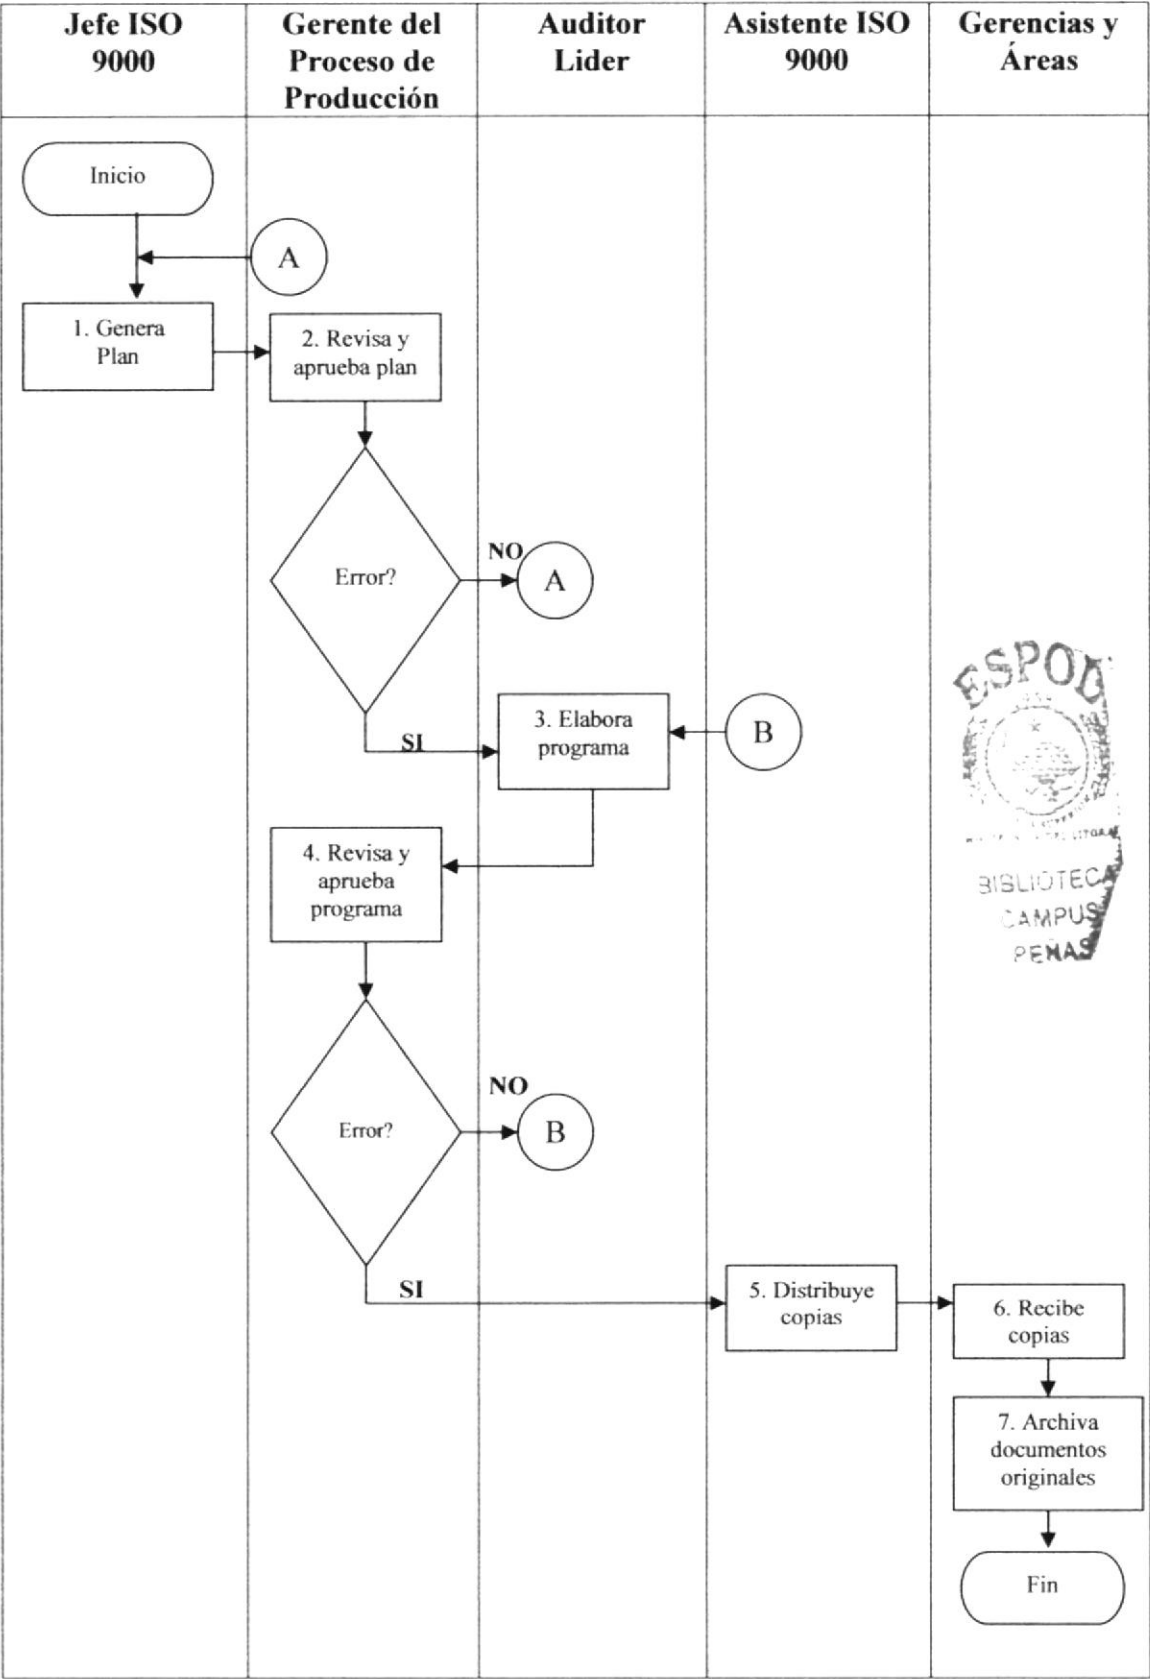 Jefe ISO
9000
Gerente del
Proceso de
Producción
Auditor
Lider
Asistente ISO
9000
Gerencias y
Áreas
Inicio
A
1. Genera
Plan
2. Revisa y
aprueba plan
Error?
NO
A
SI
3. Elabora
programa
B
4. Revisa y
aprueba
programa
Error?
NO
B
SI
5. Distribuye
copias
6. Recibe
copias
7. Archiva
documentos
originales
Fin
ESPOL
BIBLIOTECA
CAMPUS
PEÑAS